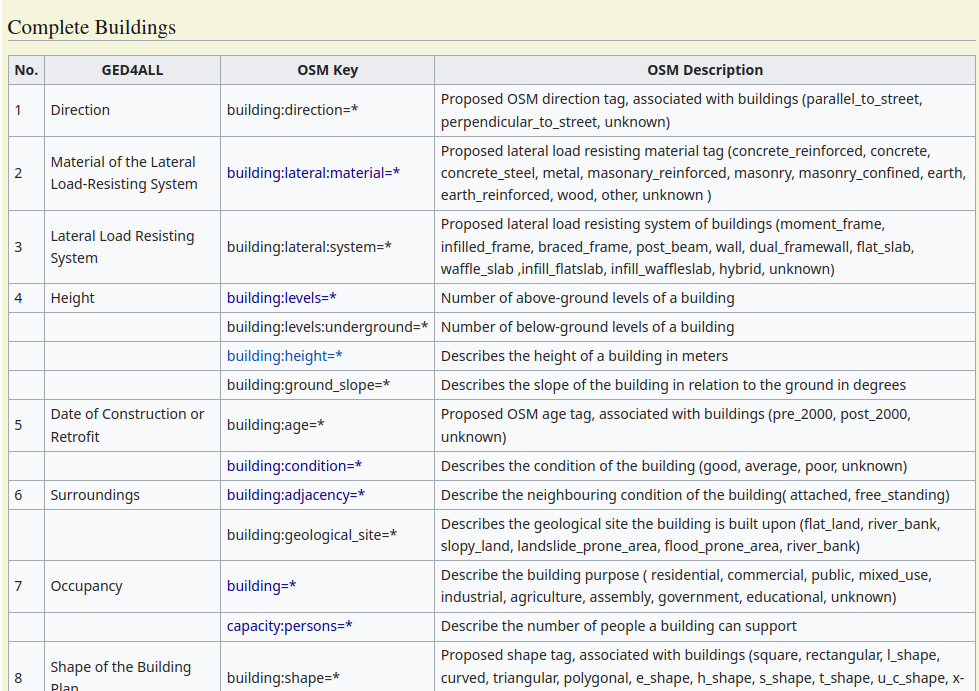 Complete Buildings
No. GED4ALL OSM Key OSM Description
1 Direction building:direction=* Proposed OSM direction tag, associated with buildings (parallel_to_street,
perpendicular_to_street, unknown)
2 Material of the Lateral
Load-Resisting System building:lateral:material=* Proposed lateral load resisting material tag (concrete_reinforced, concrete,
concrete_steel, metal, masonary_reinforced, masonry, masonry_confined, earth,
earth_reinforced, wood, other, unknown )
3 Lateral Load Resisting
System building:lateral:system=* Proposed lateral load resisting system of buildings (moment_frame,
infilled_frame, braced_frame, post_beam, wall, dual_framewall, flat_slab,
waffle_slab ,infill_flatslab, infill_waffleslab, hybrid, unknown)
4 Height building:levels=* Number of above-ground levels of a building
building:levels:underground=* Number of below-ground levels of a building
building:height=* Describes the height of a building in meters
building:ground_slope=* Describes the slope of the building in relation to the ground in degrees
5 Date of Construction or
Retrofit building:age=* Proposed OSM age tag, associated with buildings (pre_2000, post_2000,
unknown)
building:condition=* Describes the condition of the building (good, average, poor, unknown)
6 Surroundings building:adjacency=* Describe the neighbouring condition of the building( attached, free_standing)
building:geological_site=* Describes the geological site the building is built upon (flat_land, river_bank,
slopy_land, landslide_prone_area, flood_prone_area, river_bank)
7 Occupancy building=* Describe the building purpose ( residential, commercial, public, mixed_use,
industrial, agriculture, assembly, government, educational, unknown)
capacity:persons=* Describe the number of people a building can support
8 Shape of the Building
Plan building:shape=* Proposed shape tag, associated with buildings (square, rectangular, l_shape,
curved, triangular, polygonal, e_shape, h_shape, s_shape, t_shape, u_c_shape, x-